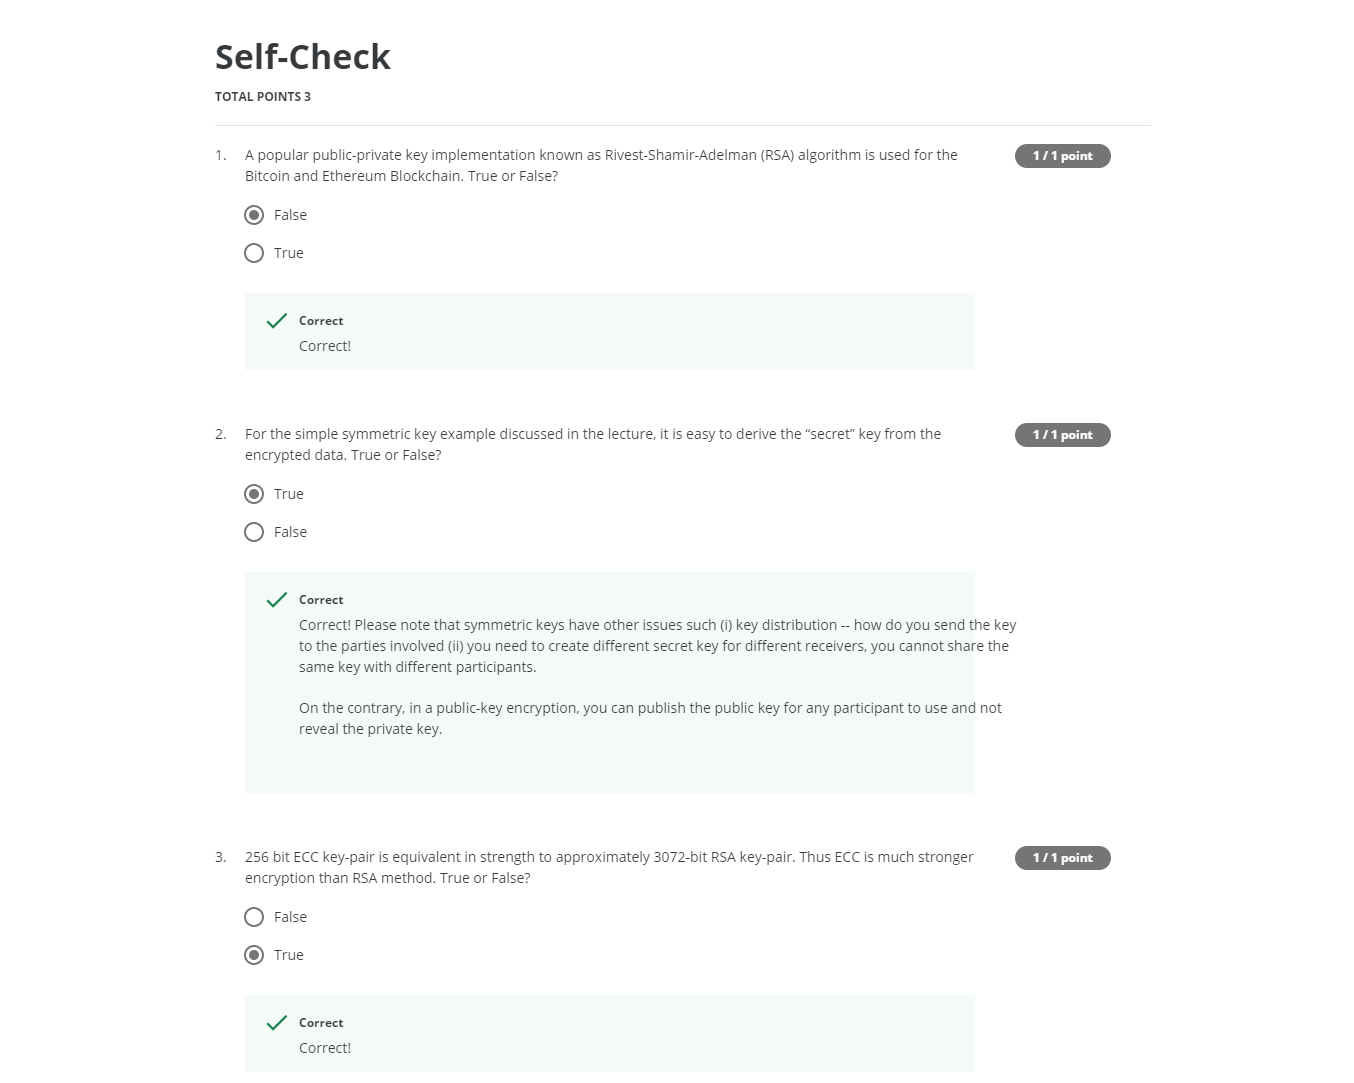 Self-Check
TOTAL POINTS 3
1. A popular public-private key implementation known as Rivest-Shamir-Adelman (RSA) algorithm is used for the
Bitcoin and Ethereum Blockchain. True or False?
1 / 1 point
False
True
Correct
Correct!
2. For the simple symmetric key example discussed in the lecture, it is easy to derive the “secret” key from the
encrypted data. True or False?
1 / 1 point
True
False
Correct
Correct! Please note that symmetric keys have other issues such (i) key distribution -- how do you send the key
to the parties involved (ii) you need to create different secret key for different receivers, you cannot share the
same key with different participants.
On the contrary, in a public-key encryption, you can publish the public key for any participant to use and not
reveal the private key.
3. 256 bit ECC key-pair is equivalent in strength to approximately 3072-bit RSA key-pair. Thus ECC is much stronger
encryption than RSA method. True or False?
1 / 1 point
False
True
Correct
Correct!